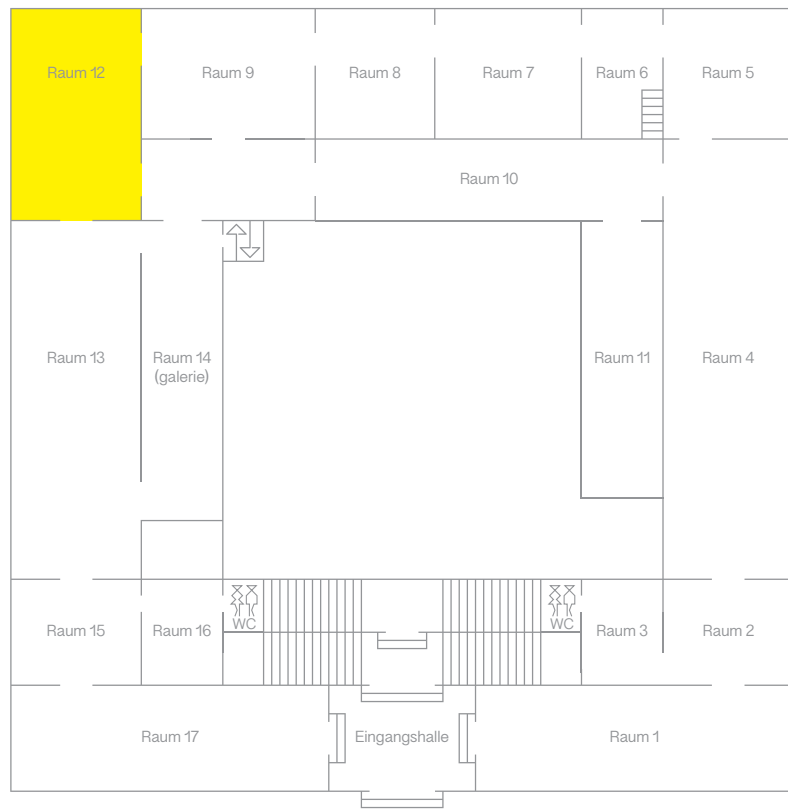 Raum 12
Raum 9
Raum 8
Raum 7
Raum 6
Raum 5
Raum 10
Raum 13
Raum 14
(galerie)
Raum 11
Raum 4
WC
WC
Raum 15
Raum 16
Raum 3
Raum 2
Raum 17
Eingangshalle
Raum 1